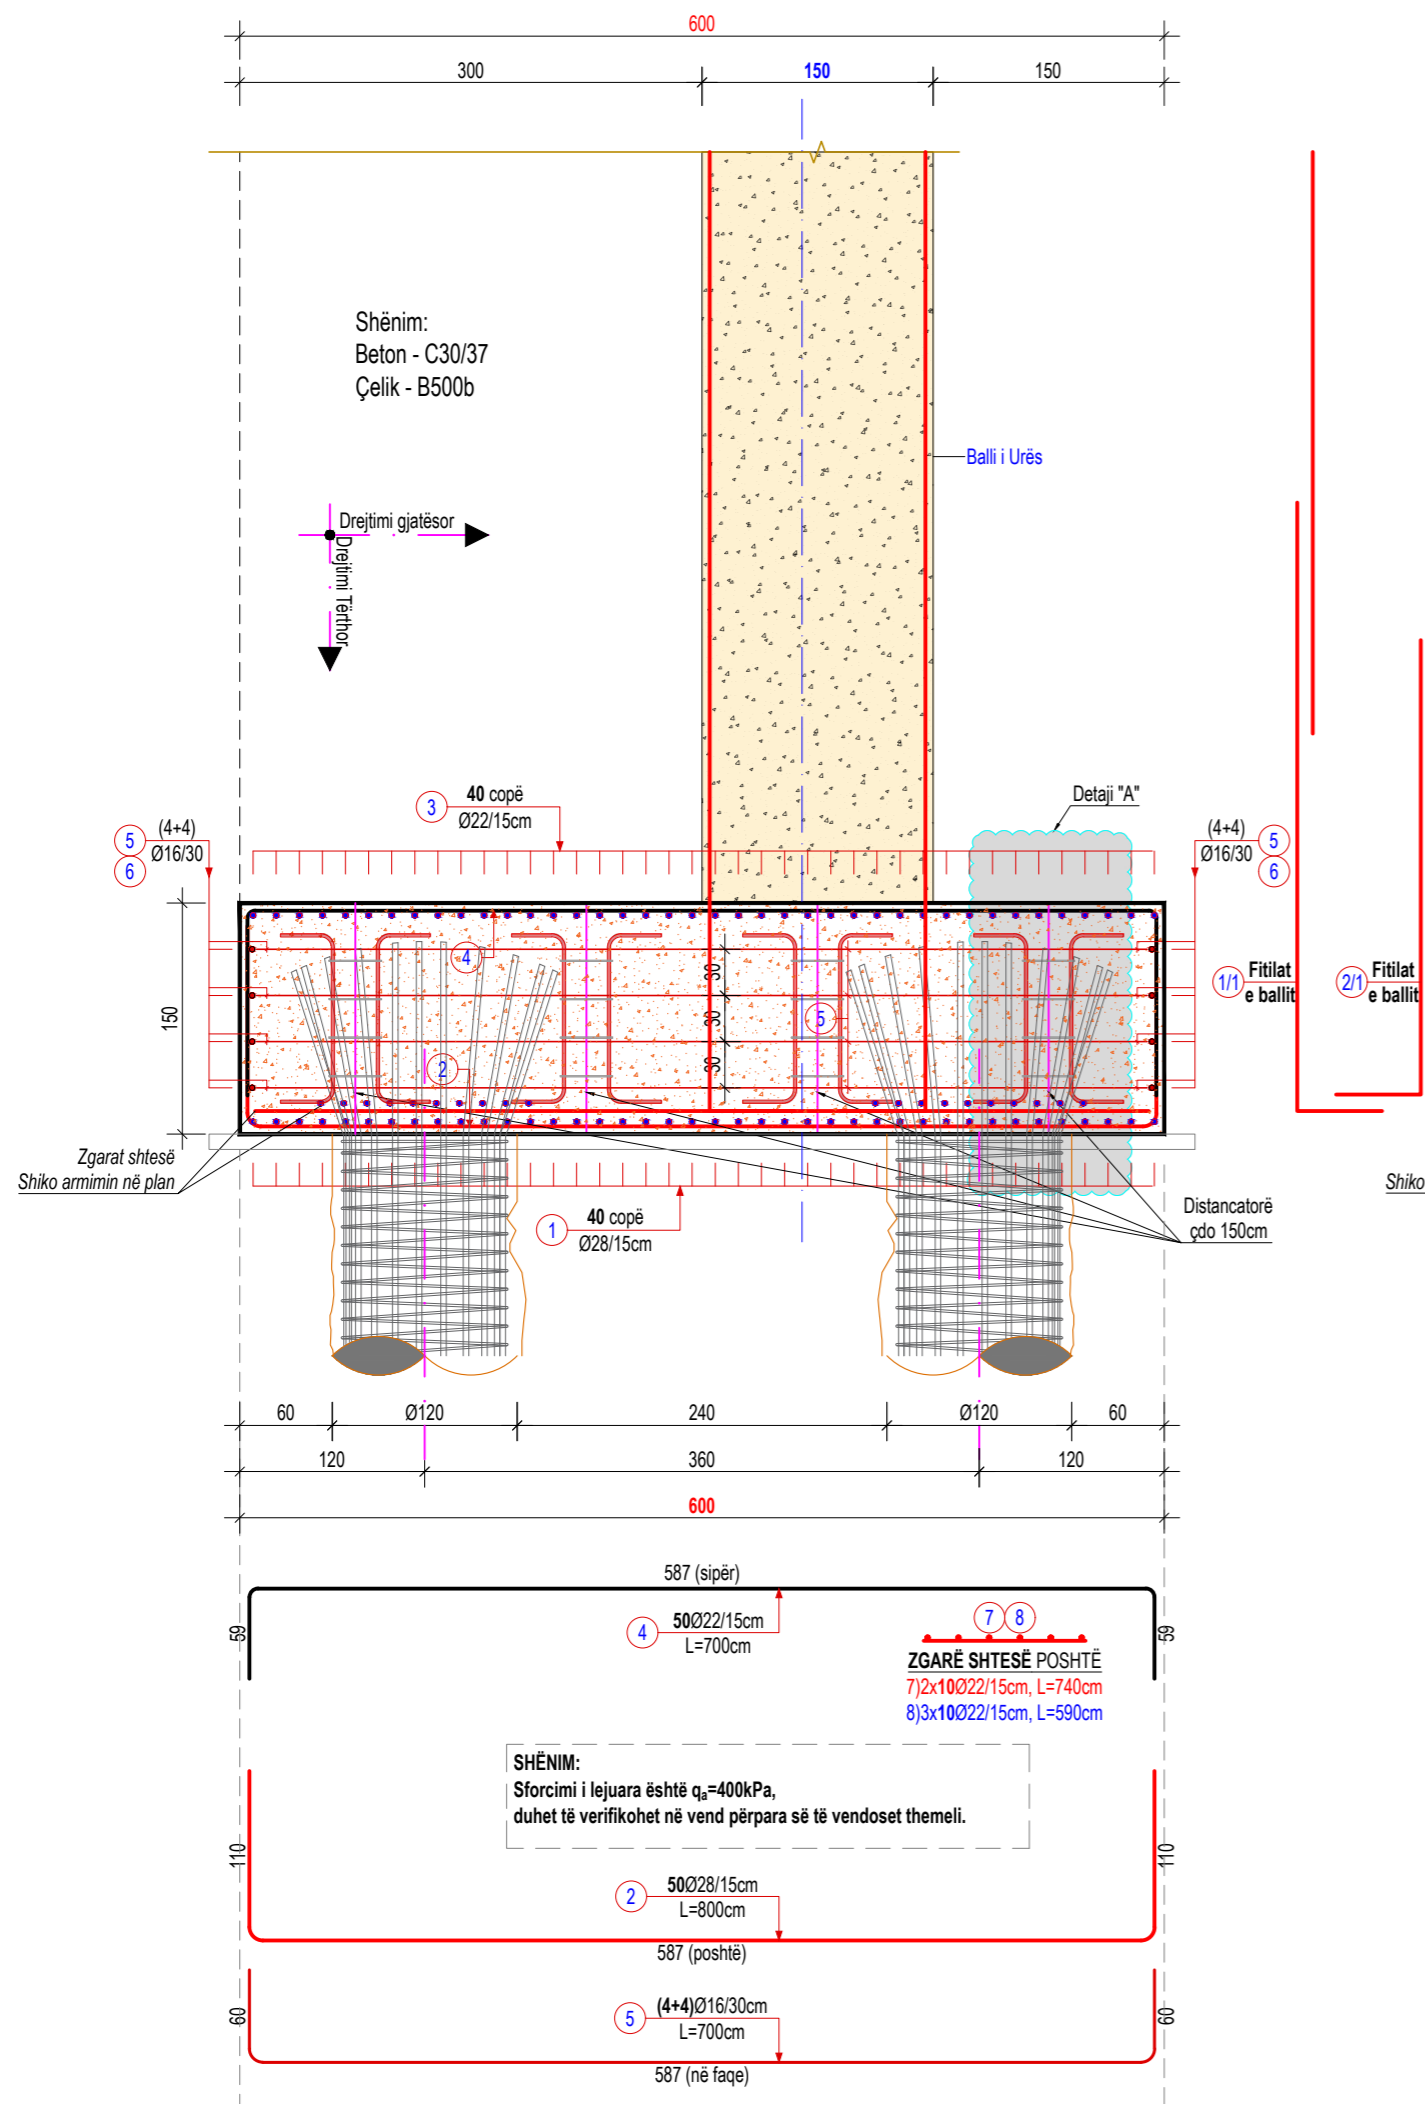 600
300
150
150
Shënim:
Beton - C30/37
Çelik - B500b
Balli i Urës
Drejtimi gjatësor
Drejtimi Tërthor
Detaji "A"
3
40 copë
Ø22/15cm
5
6
(4+4)
Ø16/30
(4+4)
Ø16/30
5
6
150
4
30
30
30
5
2
1/1
Fitilat
e ballit
2/1
Fitilat
e ballit
Zgarat shtesë
Shiko armimin në plan
Shiko
1
40 copë
Ø28/15cm
Distancatorë
çdo 150cm
60
Ø120
240
Ø120
60
120
360
120
600
587 (sipër)
59
59
4
50Ø22/15cm
L=700cm
7
8
ZGARË SHTESË POSHTË
7)2x10Ø22/15cm, L=740cm
8)3x10Ø22/15cm, L=590cm
SHËNIM:
Sforcimi i lejuara është qa=400kPa,
duhet të verifikohet në vend përpara së të vendoset themeli.
110
110
2
50Ø28/15cm
L=800cm
587 (poshtë)
60
60
5
(4+4)Ø16/30cm
L=700cm
587 (në faqe)